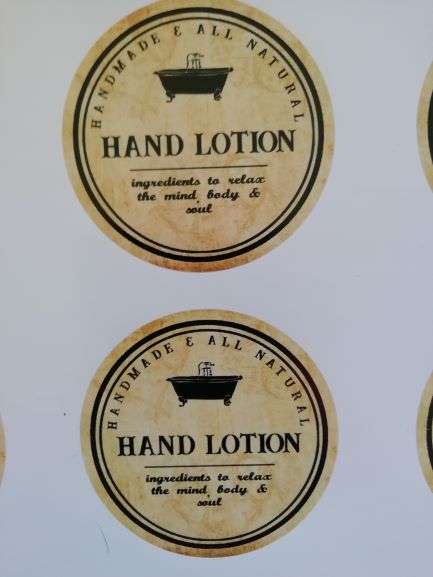 HANDMADE & ALL NATURAL
HAND LOTION
ingredients to relax
the mind, body &
soul
HANDMADE & ALL NATURAL
HAND LOTION
ingredients to relax
the mind, body &
soul